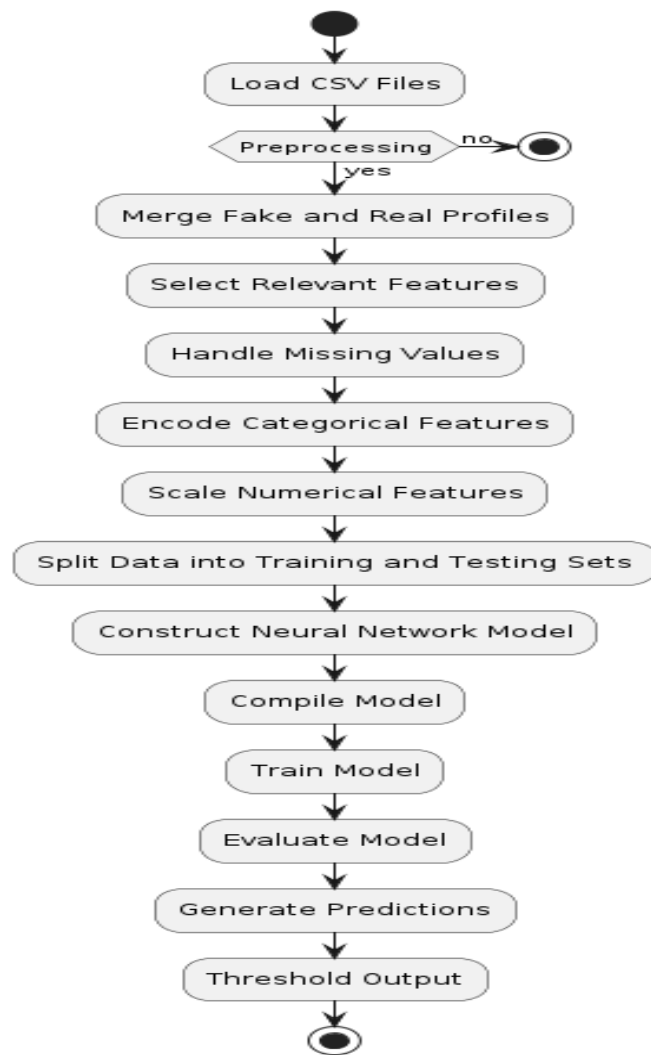 Load CSV Files
Preprocessing
no
yes
Merge Fake and Real Profiles
Select Relevant Features
Handle Missing Values
Encode Categorical Features
Scale Numerical Features
Split Data into Training and Testing Sets
Construct Neural Network Model
Compile Model
Train Model
Evaluate Model
Generate Predictions
Threshold Output